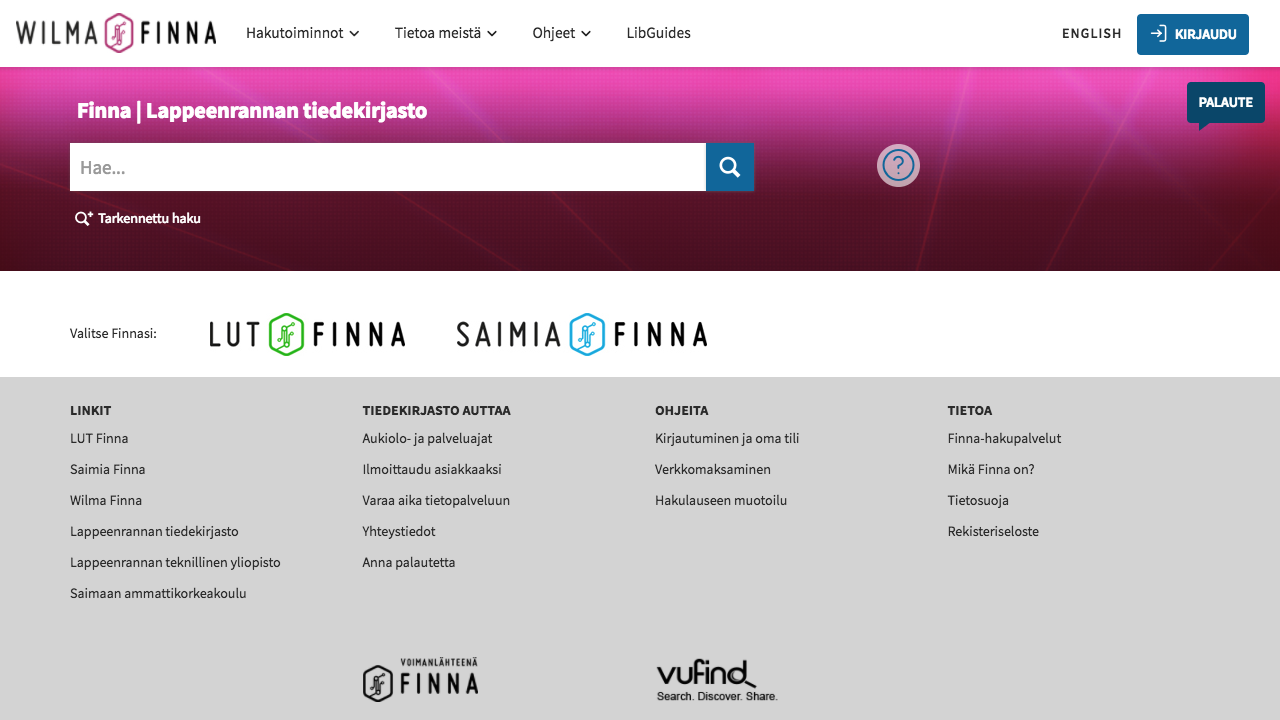 WILMA FINNA
Hakutoiminnot
Tietoa meistä
Ohjeet
LibGuides
ENGLISH
KIRJAUDU
Finna | Lappeenrannan tiedekirjasto
PALAUTE
Hae...
?
Tarkennettu haku
Valitse Finnasi:
LUT FINNA
SAIMIA FINNA
LINKIT
LUT Finna
Saimia Finna
Wilma Finna
Lappeenrannan tiedekirjasto
Lappeenrannan teknillinen yliopisto
Saimaan ammattikorkeakoulu
TIEDEKIRJASTO AUTTAA
Aukiolo- ja palveluajat
Ilmoittaudu asiakkaaksi
Varaa aika tietopalveluun
Yhteystiedot
Anna palautetta
OHJEITA
Kirjautuminen ja oma tili
Verkkomaksaminen
Hakulauseen muotoilu
TIETOA
Finna-hakupalvelut
Mikä Finna on?
Tietosuoja
Rekisteriseloste
VOIMANLÄHTEENÄ
FINNA
vufind
Search. Discover. Share.